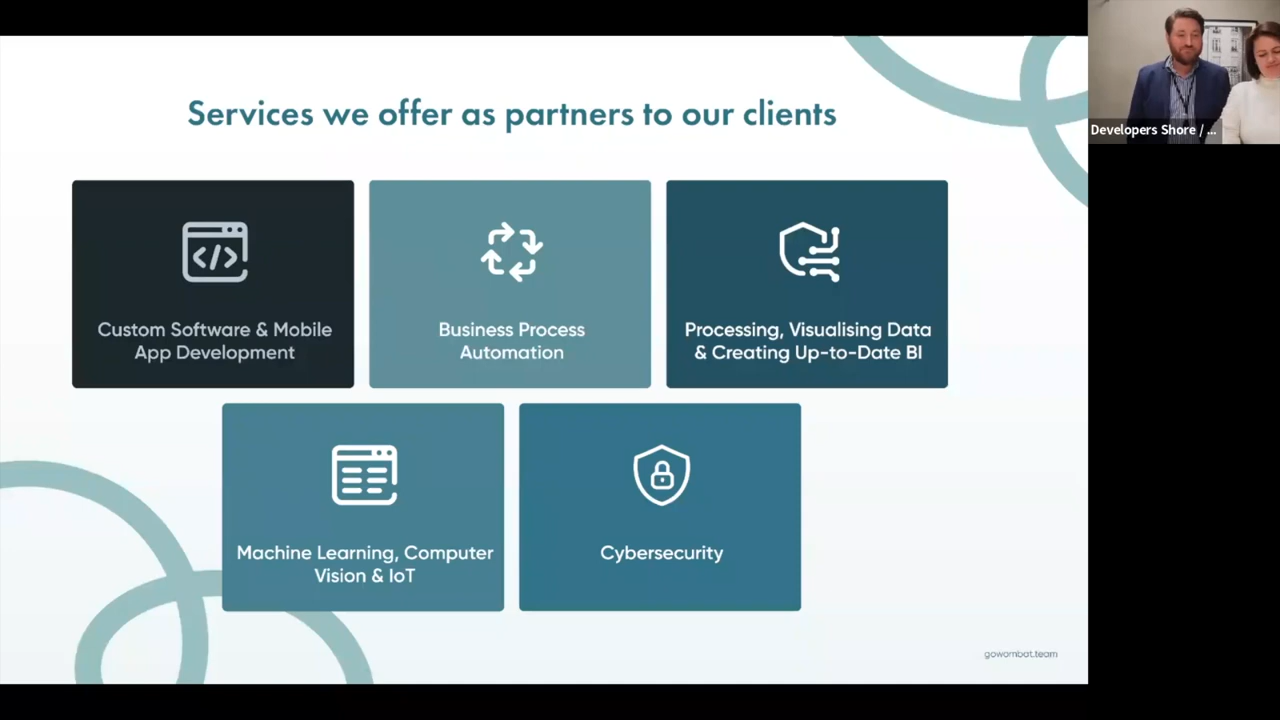 Services we offer as partners to our clients
Custom Software & Mobile
App Development
Business Process
Automation
Processing, Visualising Data
& Creating Up-to-Date BI
Machine Learning, Computer
Vision & IoT
Cybersecurity
gowombat.team
Developers Shore / ...